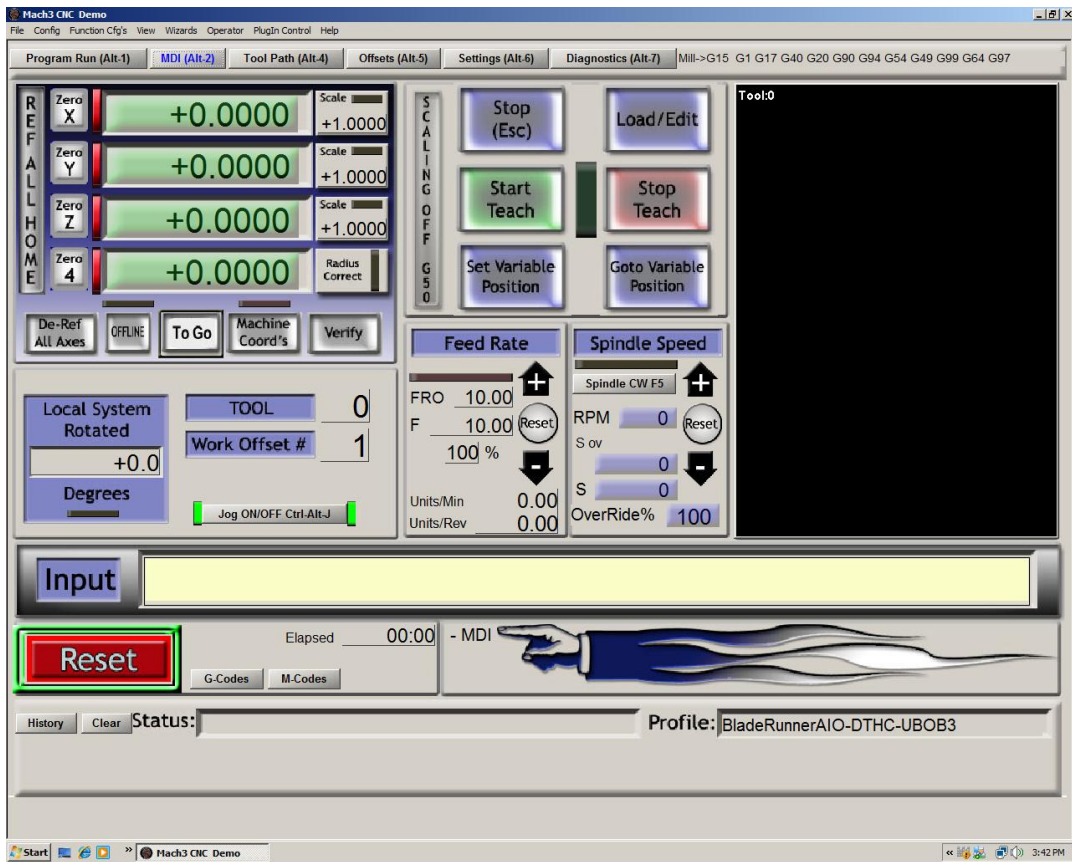 Mach3 CNC Demo
File Config Function Cfg's View Wizards Operator PlugIn Control Help
Program Run (Alt-1) MDI (Alt-2) Tool Path (Alt-4) Offsets (Alt-5) Settings (Alt-6) Diagnostics (Alt-7) Mill->G15 G1 G17 G40 G20 G90 G94 G54 G49 G99 G64 G97
REF ALL HOME
Zero X +0.0000 Scale +1.0000
Zero Y +0.0000 Scale +1.0000
Zero Z +0.0000 Scale +1.0000
Zero 4 +0.0000 Radius Correct
De-Ref All Axes OFFLINE To Go Machine Coord's Verify
SCALING OFF G50
Stop (Esc) Load/Edit
Start Teach Stop Teach
Set Variable Position Goto Variable Position
Tool:0
Local System Rotated
+0.0
Degrees
TOOL 0
Work Offset # 1
Jog ON/OFF Ctrl-Alt-J
Feed Rate
+
FRO 10.00
F 10.00 Reset
100 %
-
Units/Min 0.00
Units/Rev 0.00
Spindle Speed
Spindle CW F5 +
RPM 0 Reset
S ov
0 -
S 0
OverRide% 100
Input
Reset
Elapsed 00:00
G-Codes M-Codes
- MDI
History Clear Status: Profile: BladeRunnerAIO-DTHC-UBOB3
Start » Mach3 CNC Demo « 3:42 PM